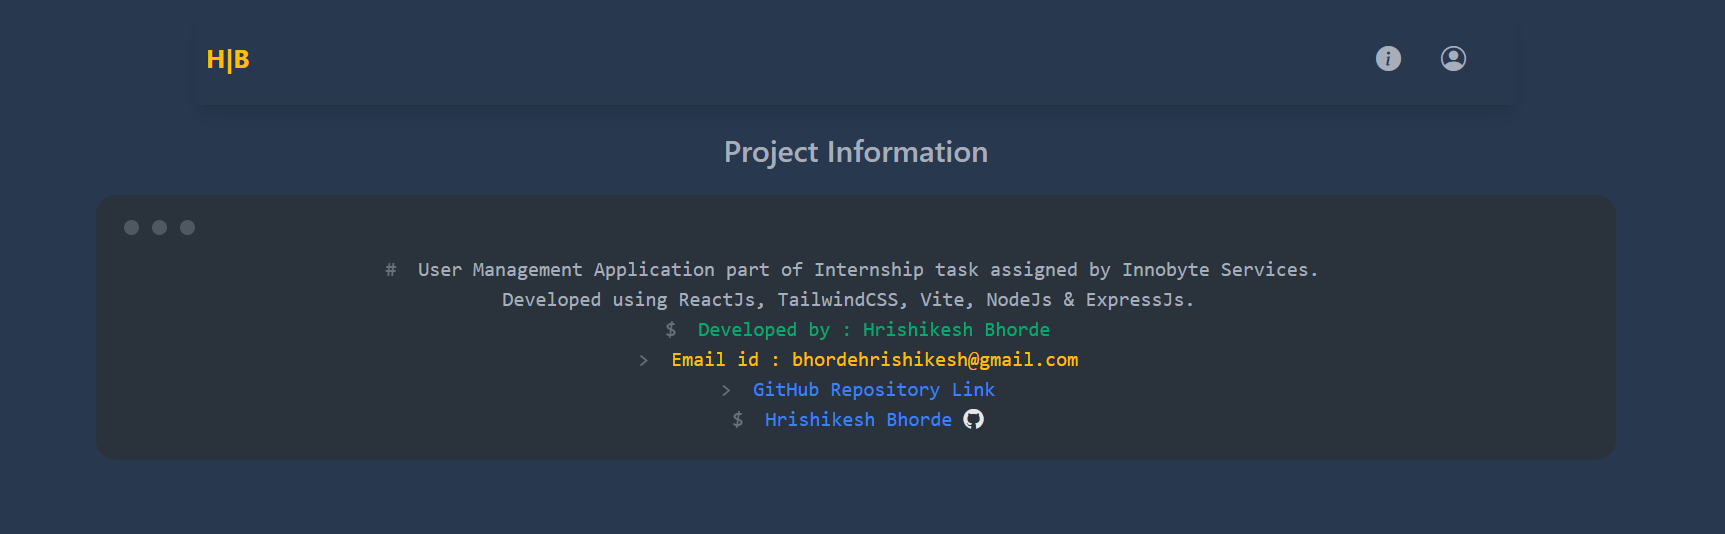 H|B
Project Information
# User Management Application part of Internship task assigned by Innobyte Services.
Developed using ReactJs, TailwindCSS, Vite, NodeJs & ExpressJs.
$ Developed by : Hrishikesh Bhorde
> Email id : bhordehrishikesh@gmail.com
> GitHub Repository Link
$ Hrishikesh Bhorde